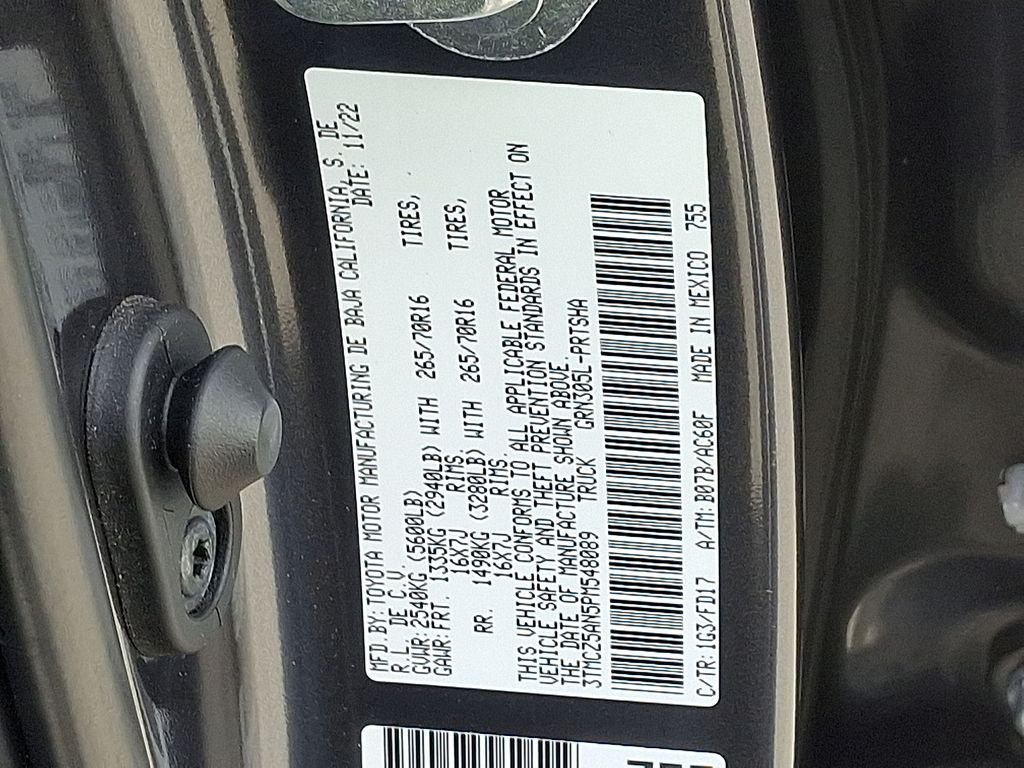 MFD.BY:TOYOTA MOTOR MANUFACTURING DE BAJA CALIFORNIA, S. DE
R.L. DE C.V. DATE: 11/22
GVWR:2540KG (5600LB)
GAWR:FRT. 1335KG (2940LB) WITH 265/70R16 TIRES,
16X7J RIMS.
RR. 1490KG (3280LB) WITH 265/70R16 TIRES,
16X7J RIMS.
THIS VEHICLE CONFORMS TO ALL APPLICABLE FEDERAL MOTOR
VEHICLE SAFETY AND THEFT PREVENTION STANDARDS IN EFFECT ON
THE DATE OF MANUFACTURE SHOWN ABOVE.
3TMCZ5AN5PM548089 TRUCK GRN305L-PRTSHA
C/TR:1G3/FD17 A/TM:B07B/AC60F MADE IN MEXICO 755